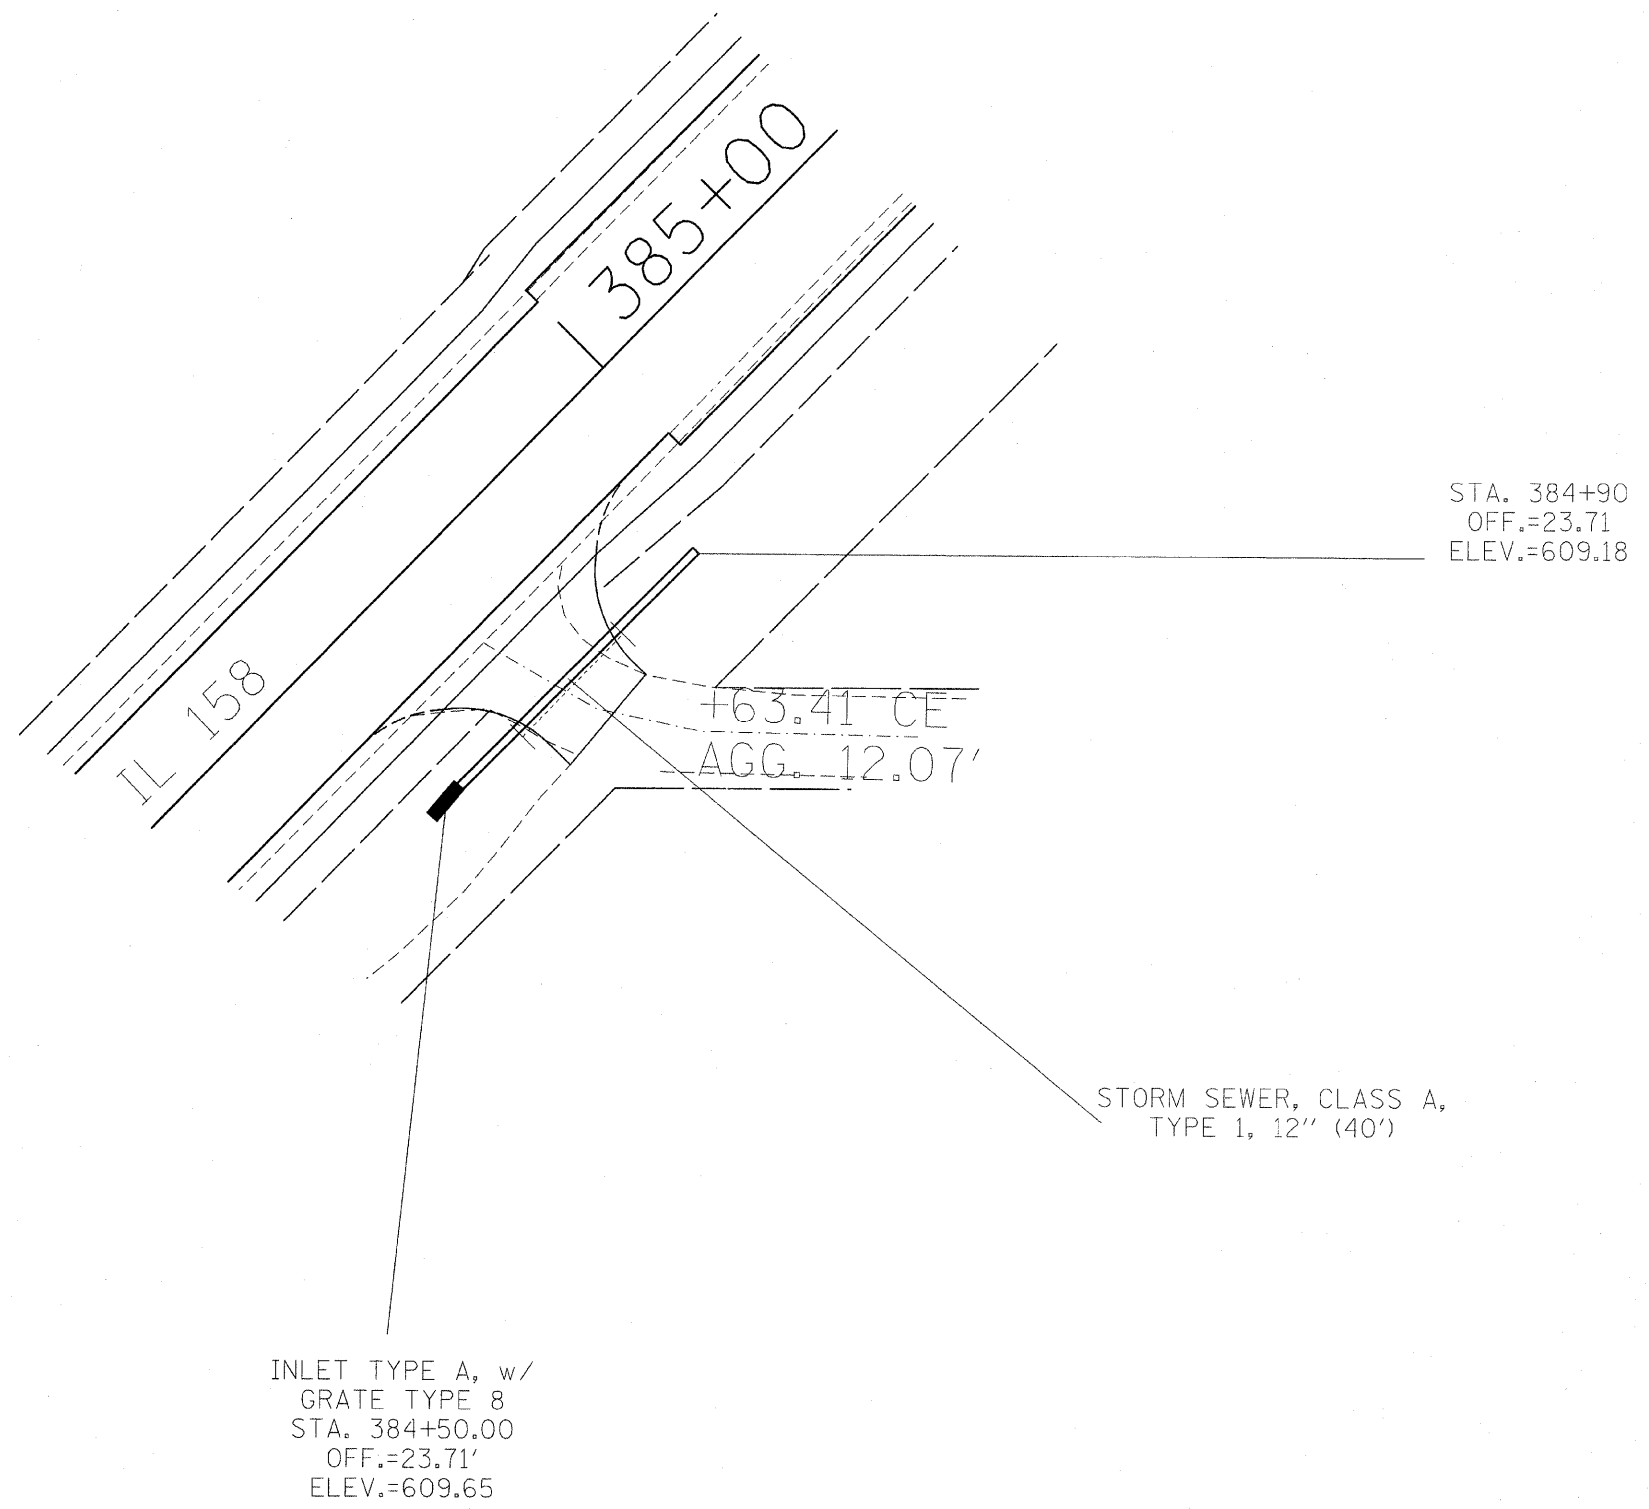 385+00
STA. 384+90
OFF.=23.71
ELEV.=609.18
IL 158
+63.41 CE
AGG. 12.07'
STORM SEWER, CLASS A,
TYPE 1, 12" (40')
INLET TYPE A, w/
GRATE TYPE 8
STA. 384+50.00
OFF.=23.71'
ELEV.=609.65